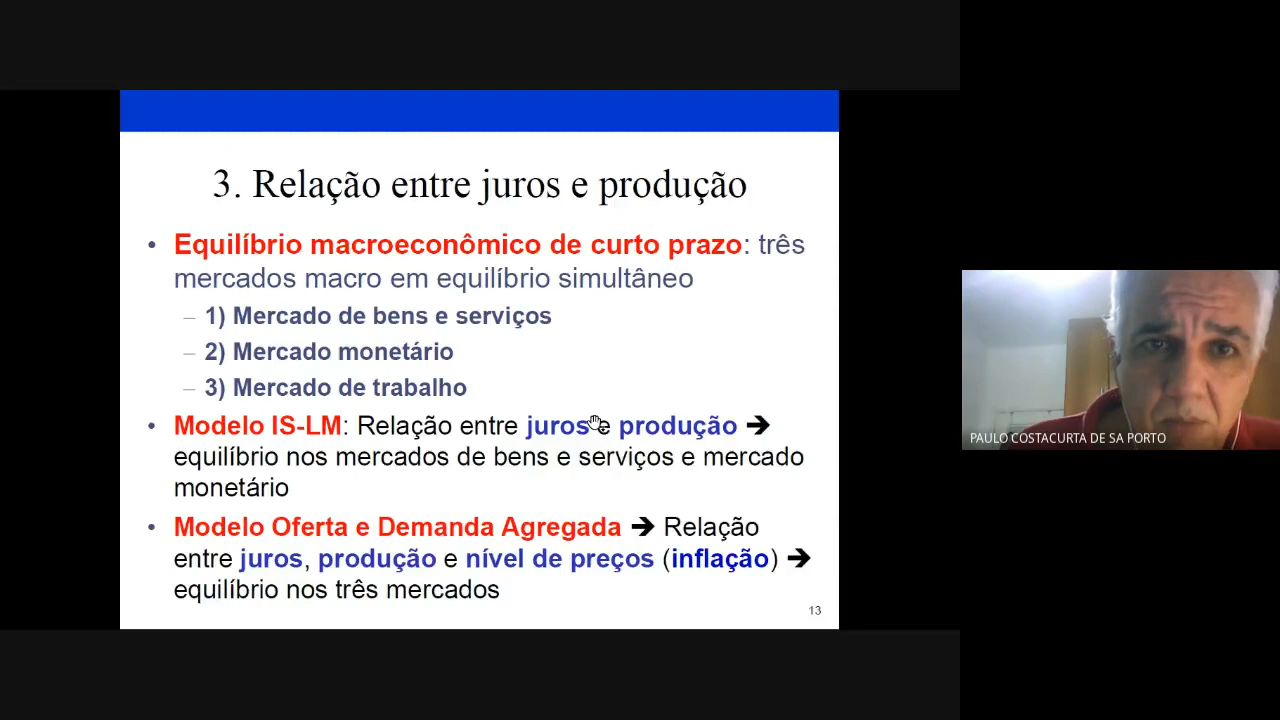 3. Relação entre juros e produção
• Equilíbrio macroeconômico de curto prazo: três
mercados macro em equilíbrio simultâneo
– 1) Mercado de bens e serviços
– 2) Mercado monetário
– 3) Mercado de trabalho
• Modelo IS-LM: Relação entre juros e produção ➔
equilíbrio nos mercados de bens e serviços e mercado
monetário
• Modelo Oferta e Demanda Agregada ➔ Relação
entre juros, produção e nível de preços (inflação) ➔
equilíbrio nos três mercados
13
PAULO COSTACURTA DE SA PORTO